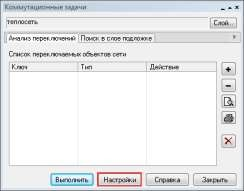 Коммутационные задачи
теплосеть
Слой...
Анализ переключений Поиск в слое подложке
Список переключаемых объектов сети
Ключ Тип Действие
Выполнить Настройки Справка Закрыть